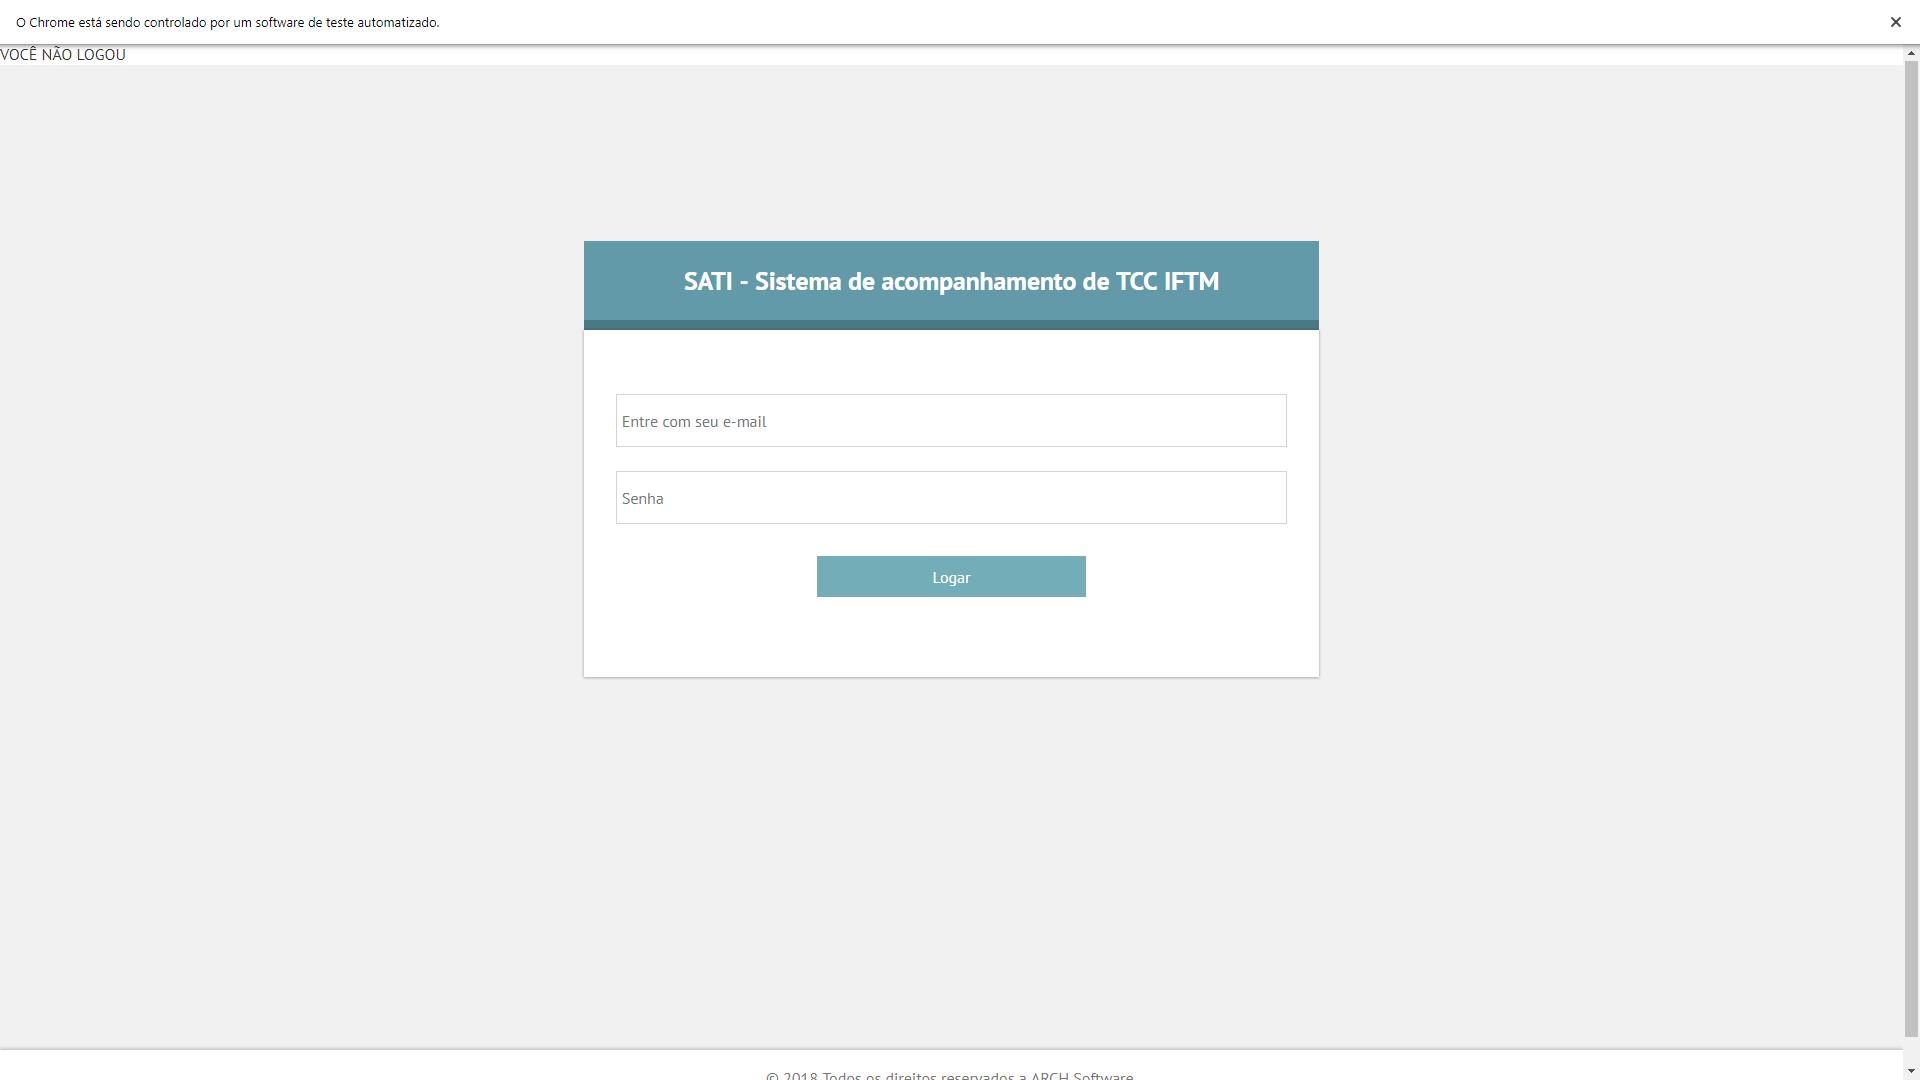 O Chrome está sendo controlado por um software de teste automatizado.
VOCÊ NÃO LOGOU
SATI - Sistema de acompanhamento de TCC IFTM
Entre com seu e-mail
Senha
Logar
© 2018 Todos os direitos reservados a ARCH Software